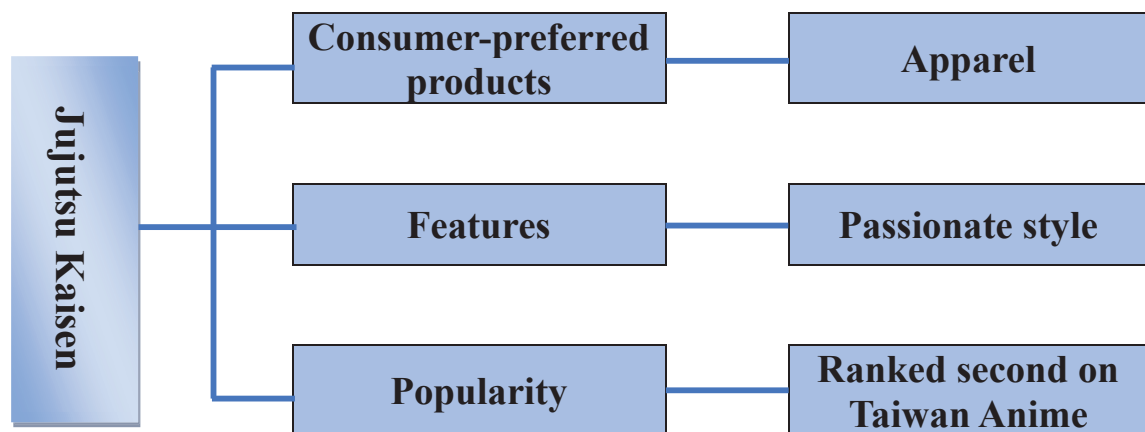 Jujutsu Kaisen
Consumer-preferred
products
Apparel
Features
Passionate style
Popularity
Ranked second on
Taiwan Anime